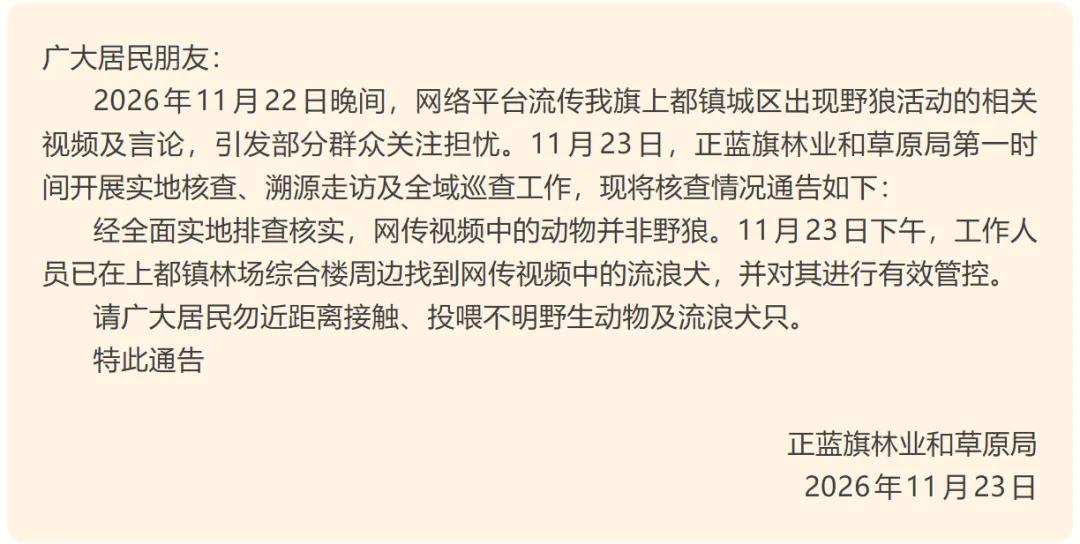 广大居民朋友：
2026年11月22日晚间，网络平台流传我旗上都镇城区出现野狼活动的相关
视频及言论，引发部分群众关注担忧。11月23日，正蓝旗林业和草原局第一时
间开展实地核查、溯源走访及全域巡查工作，现将核查情况通告如下：
经全面实地排查核实，网传视频中的动物并非野狼。11月23日下午，工作人
员已在上都镇林场综合楼周边找到网传视频中的流浪犬，并对其进行有效管控。
请广大居民勿近距离接触、投喂不明野生动物及流浪犬只。
特此通告
正蓝旗林业和草原局
2026年11月23日